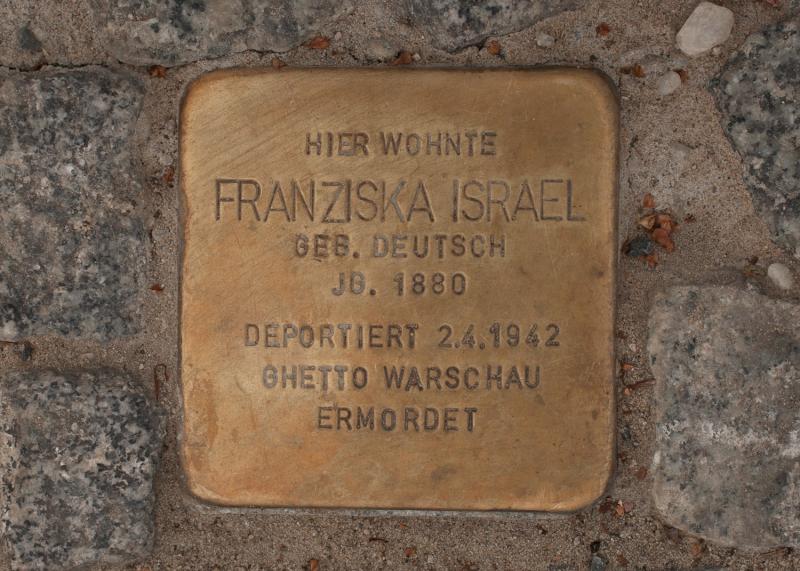 HIER WOHNTE
FRANZISKA ISRAEL
GEB. DEUTSCH
JG. 1880
DEPORTIERT 2.4.1942
GHETTO WARSCHAU
ERMORDET